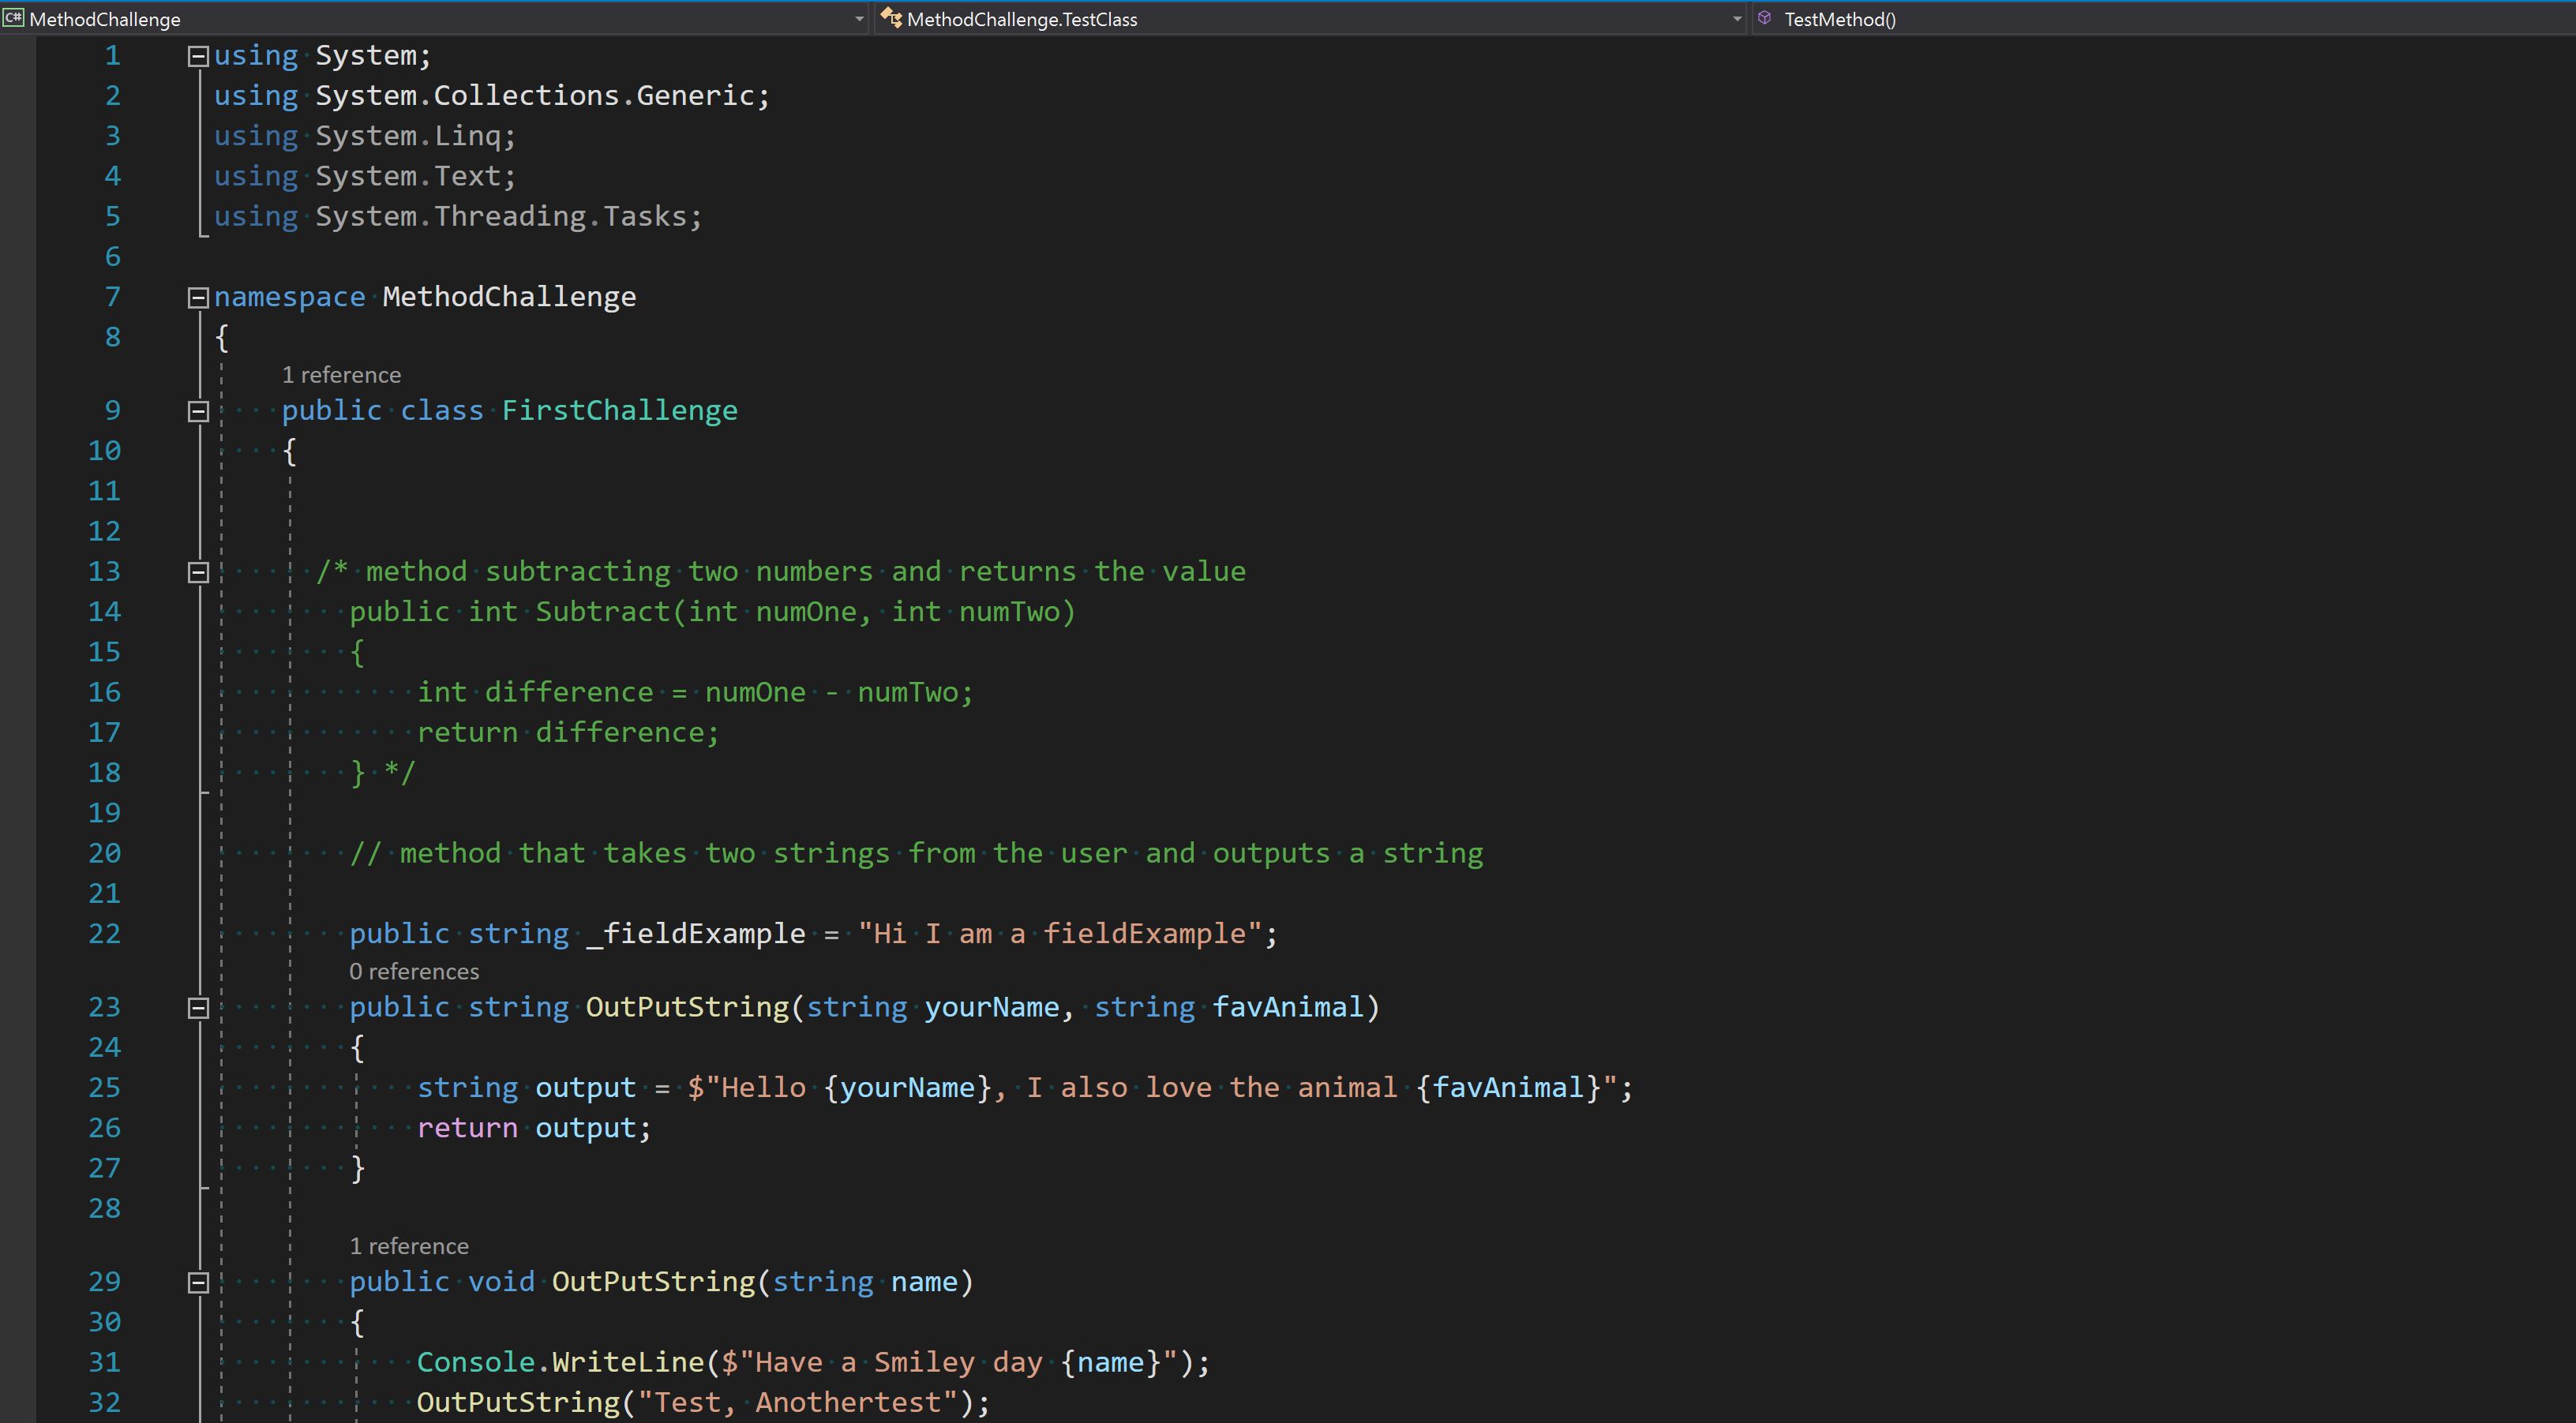 C# MethodChallenge
MethodChallenge.TestClass
TestMethod()
1 using System;
2 using System.Collections.Generic;
3 using System.Linq;
4 using System.Text;
5 using System.Threading.Tasks;
6
7 namespace MethodChallenge
8 {
1 reference
9 public class FirstChallenge
10 {
11
12
13 /* method subtracting two numbers and returns the value
14 public int Subtract(int numOne, int numTwo)
15 {
16 int difference = numOne - numTwo;
17 return difference;
18 } */
19
20 // method that takes two strings from the user and outputs a string
21
22 public string _fieldExample = "Hi I am a fieldExample";
0 references
23 public string OutPutString(string yourName, string favAnimal)
24 {
25 string output = $"Hello {yourName}, I also love the animal {favAnimal}";
26 return output;
27 }
28
1 reference
29 public void OutPutString(string name)
30 {
31 Console.WriteLine($"Have a Smiley day {name}");
32 OutPutString("Test, Anothertest");